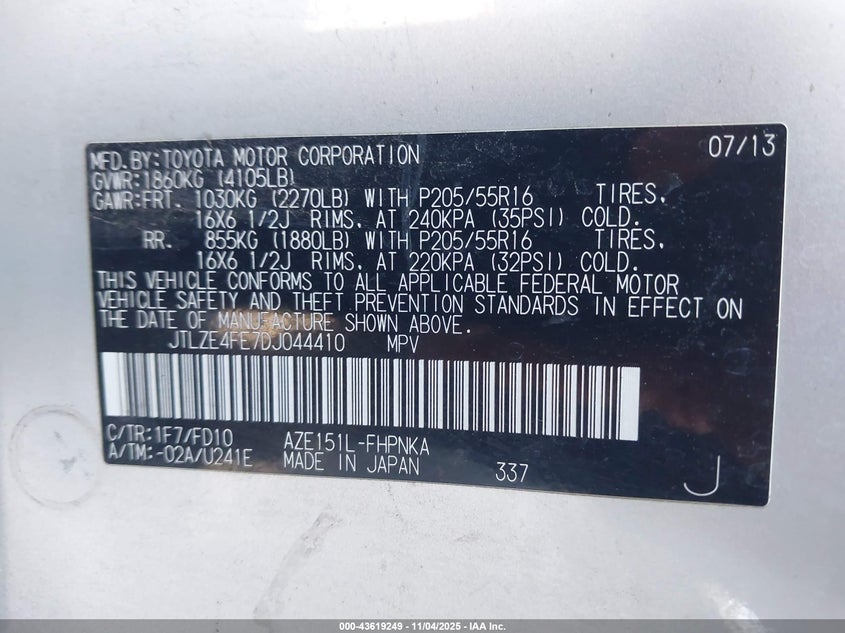 MFD.BY:TOYOTA MOTOR CORPORATION 07/13
GVWR:1860KG (4105LB)
GAWR:FRT. 1030KG (2270LB) WITH P205/55R16 TIRES,
16X6 1/2J RIMS, AT 240KPA (35PSI) COLD.
RR. 855KG (1880LB) WITH P205/55R16 TIRES,
16X6 1/2J RIMS, AT 220KPA (32PSI) COLD.
THIS VEHICLE CONFORMS TO ALL APPLICABLE FEDERAL MOTOR
VEHICLE SAFETY AND THEFT PREVENTION STANDARDS IN EFFECT ON
THE DATE OF MANUFACTURE SHOWN ABOVE.
JTLZE4FE7DJ044410 MPV
C/TR:1F7/FD10 AZE151L-FHPNKA
A/TM:-02A/U241E MADE IN JAPAN 337 J
000-43619249 - 11/04/2025 - IAA Inc.